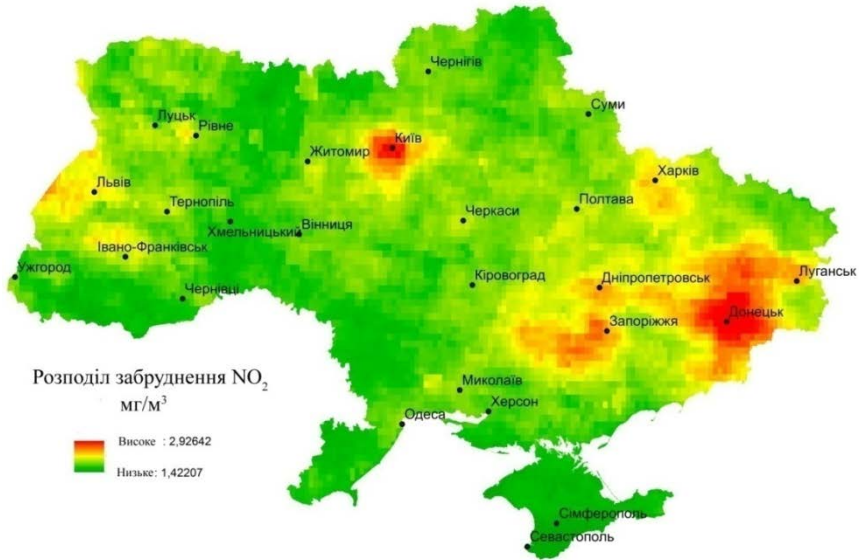 Чернігів
Суми
Луцьк
Рівне
Київ
Житомир
Харків
Львів
Тернопіль
Полтава
Черкаси
Хмельницький
Вінниця
Івано-Франківськ
Ужгород
Луганськ
Кіровоград
Дніпропетровськ
Чернівці
Донецьк
Запоріжжя
Розподіл забруднення NO₂
мг/м³
Миколаїв
Херсон
Одеса
Високе : 2,92642
Низьке: 1,42207
Сімферополь
Севастополь